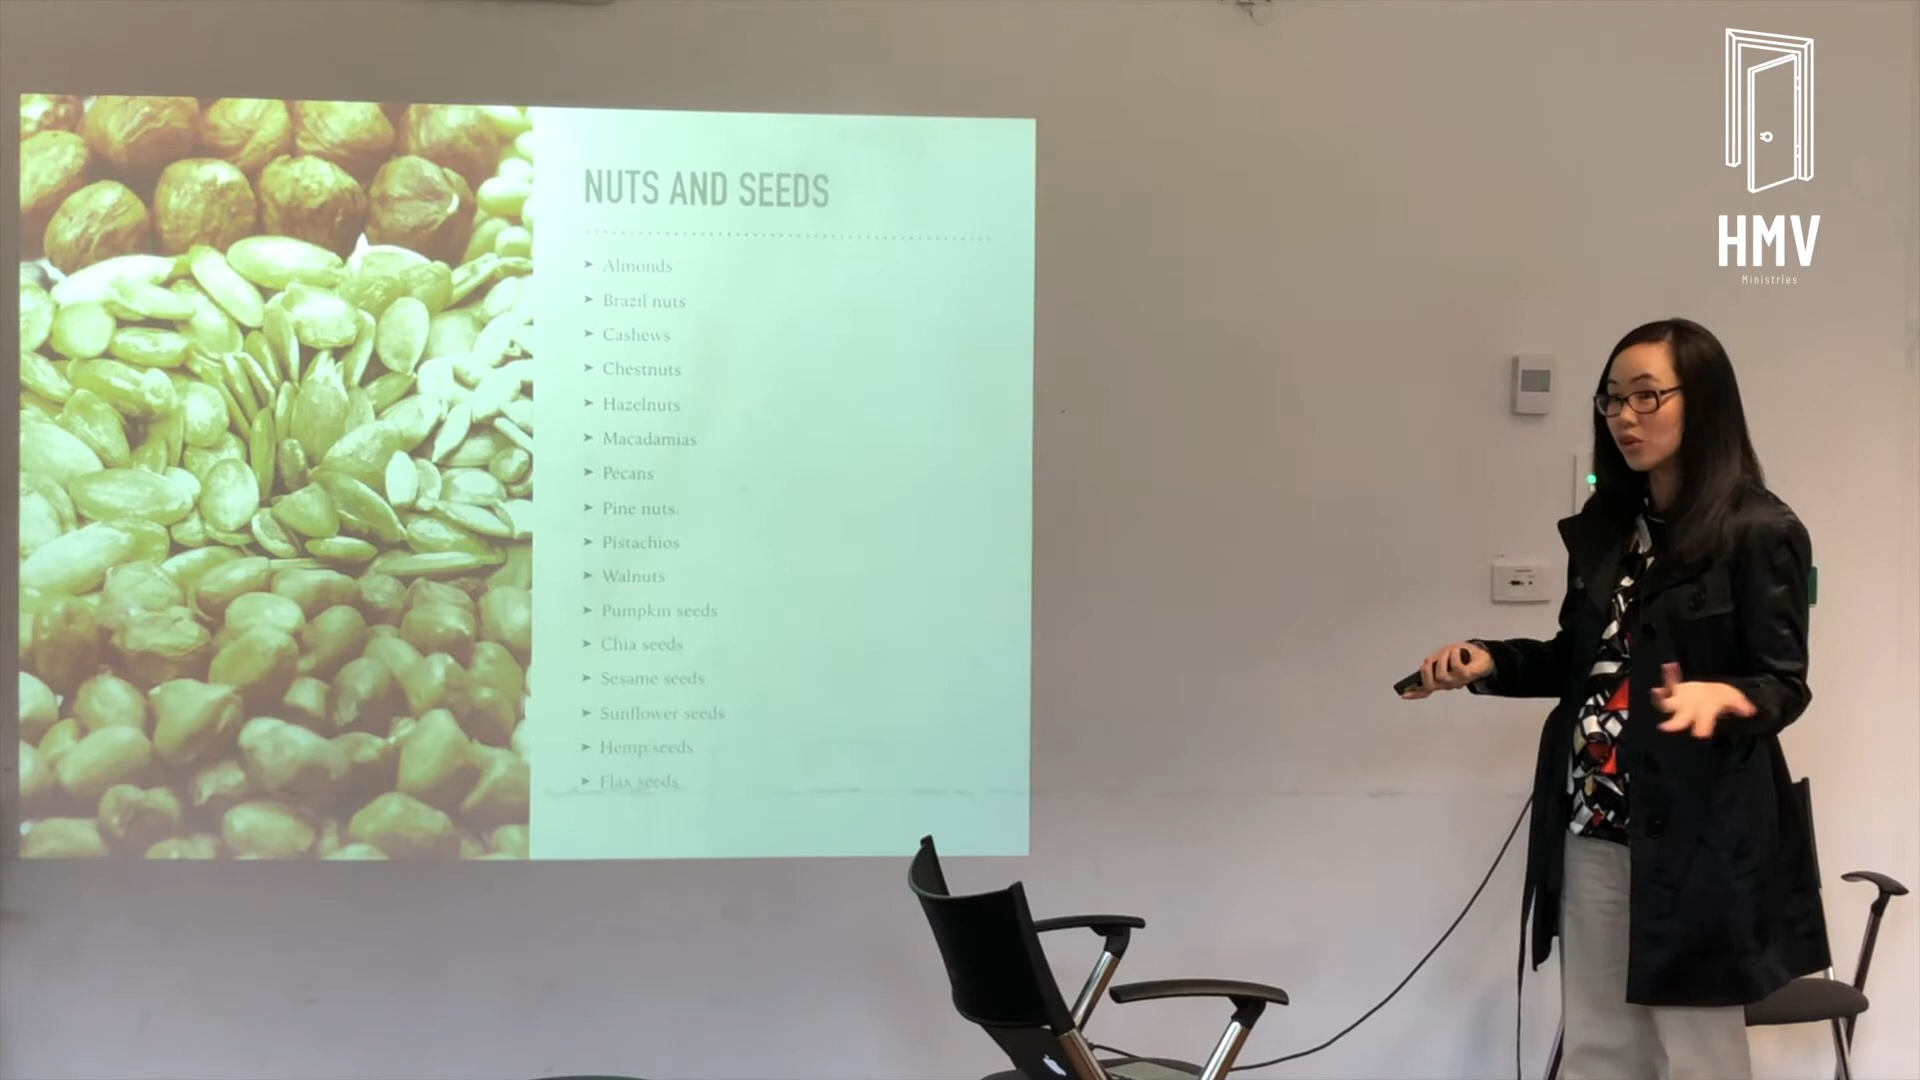 NUTS AND SEEDS
Almonds
Brazil nuts
Cashews
Chestnuts
Hazelnuts
Macadamias
Pecans
Pine nuts
Pistachios
Walnuts
Pumpkin seeds
Chia seeds
Sesame seeds
Sunflower seeds
Hemp seeds
Flax seeds
HMV
Ministries